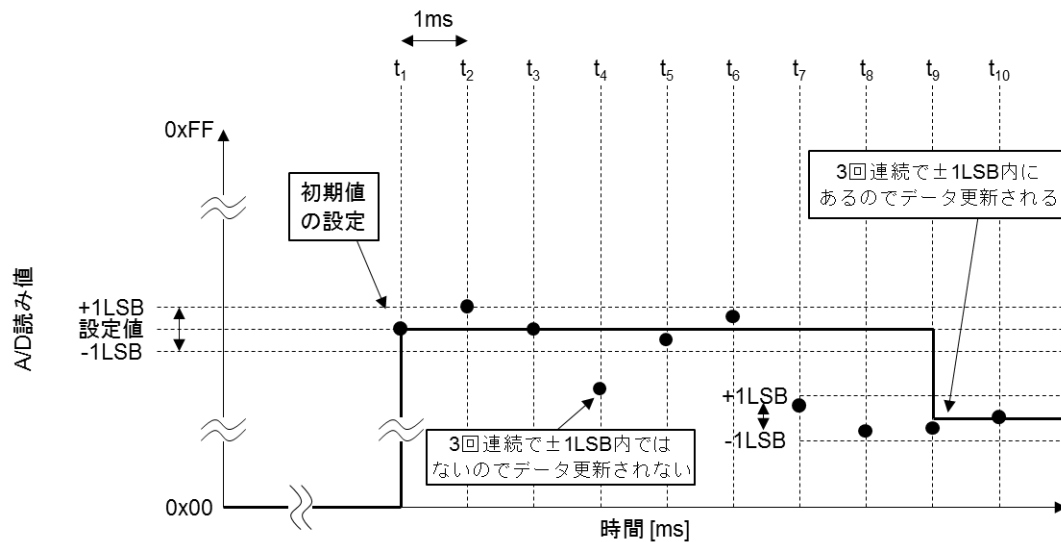 1ms
t1 t2 t3 t4 t5 t6 t7 t8 t9 t10
0xFF
3回連続で±1LSB内に
あるのでデータ更新される
初期値
の設定
A/D読み値
+1LSB
設定値
-1LSB
+1LSB
-1LSB
3回連続で±1LSB内では
ないのでデータ更新されない
0x00
時間 [ms]